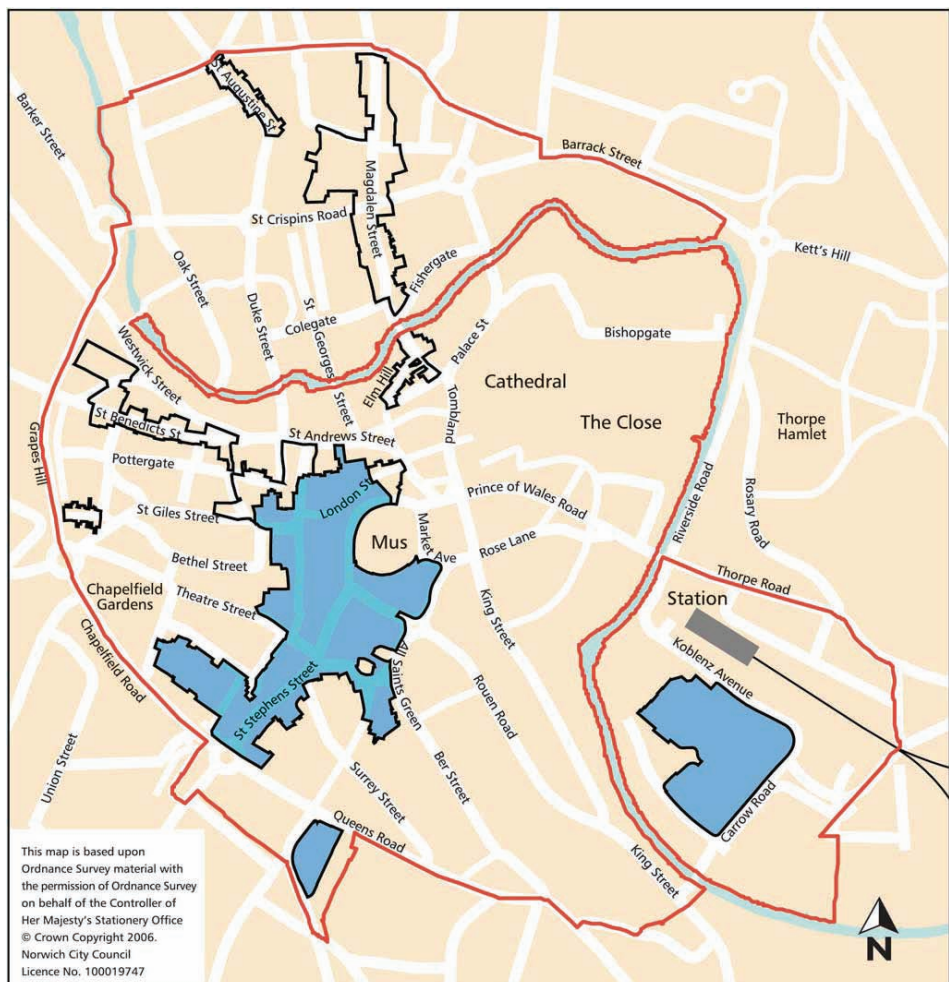 St Augustine St
Barker Street
Barrack Street
Magdalen Street
St Crispins Road
Kett's Hill
Oak Street
Fishergate
Duke Street
St Georges Street
Colegate
Bishopgate
Westwick Street
Palace St
Elm Hill
Cathedral
Tombland
The Close
Thorpe
Hamlet
St Benedicts St
St Andrews Street
Grapes Hill
Pottergate
Riverside Road
Rosary Road
London St
Prince of Wales Road
St Giles Street
Mus
Market Ave
Rose Lane
Bethel Street
Thorpe Road
Chapelfield
Gardens
Theatre Street
Station
King Street
Koblenz Avenue
Chapelfield Road
All Saints Green
St Stephens Street
Rouen Road
Union Street
Surrey Street
Ber Street
Carrow Road
Queens Road
King Street
This map is based upon
Ordnance Survey material with
the permission of Ordnance Survey
on behalf of the Controller of
Her Majesty's Stationery Office
© Crown Copyright 2006.
Norwich City Council
Licence No. 100019747
N